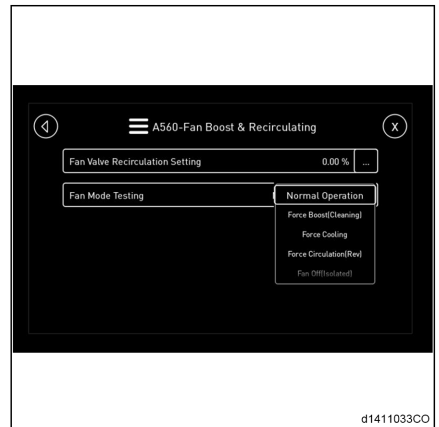 A560-Fan Boost & Recirculating
X
Fan Valve Recirculation Setting 0.00 % ...
Fan Mode Testing Normal Operation
Force Boost(Cleaning)
Force Cooling
Force Circulation(Rev)
Fan Off(Isolated)
d1411033CO